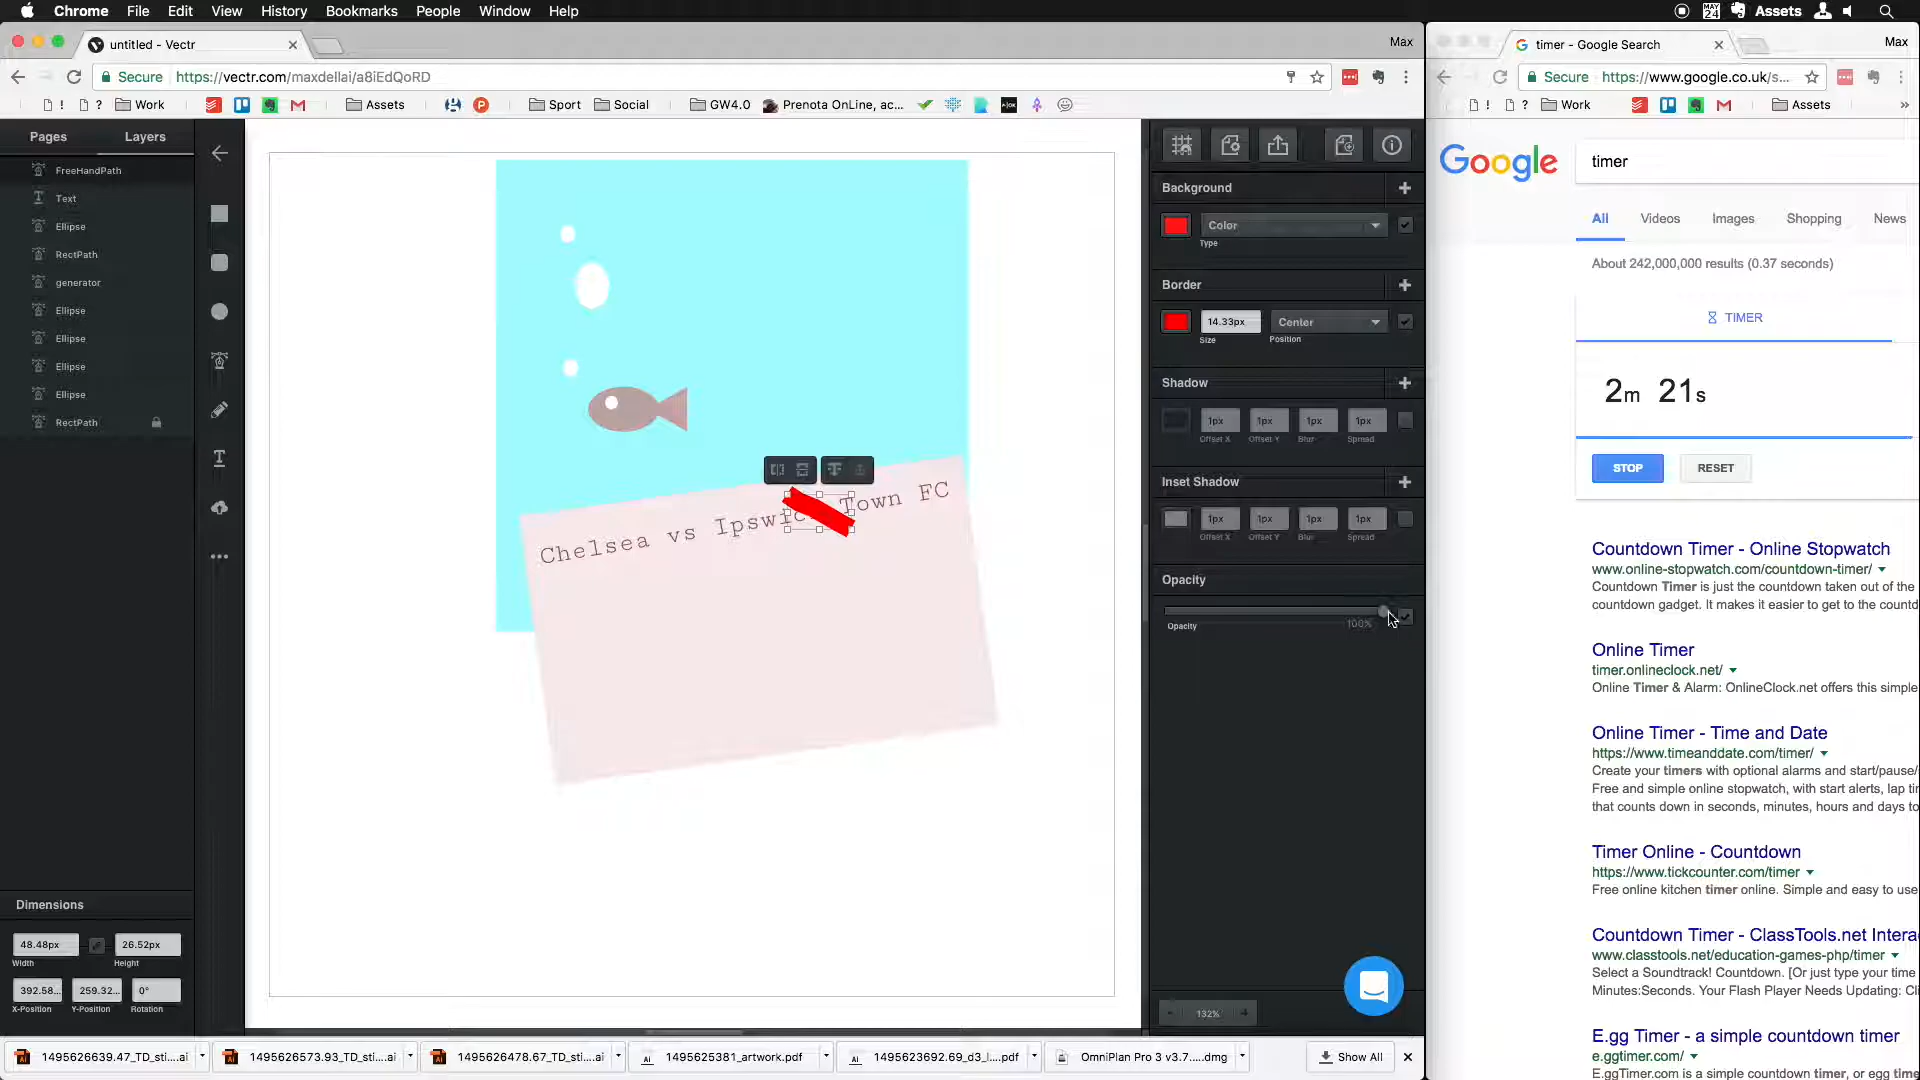 Chrome File Edit View History Bookmarks People Window Help
MAY 24 Assets
untitled - Vectr
Max
Secure https://vectr.com/maxdellai/a8iEdQoRD
! ? Work Assets Sport Social GW4.0 Prenota OnLine, ac...
Pages Layers
FreeHandPath
Text
Ellipse
RectPath
generator
Ellipse
Ellipse
Ellipse
Ellipse
RectPath
Dimensions
48.48px 26.52px
Width Height
392.58... 259.32... 0°
X-Position Y-Position Rotation
Chelsea vs Ipswich Town FC
Background
Color
Type
Border
14.33px Center
Size Position
Shadow
1px 1px 1px 1px
Offset X Offset Y Blur Spread
Inset Shadow
1px 1px 1px 1px
Offset X Offset Y Blur Spread
Opacity
Opacity 100%
- 132% +
1495626639.47_TD_sti....ai 1495626573.93_TD_sti....ai 1495626478.67_TD_sti....ai 1495625381_artwork.pdf 1495623692.69_d3_l....pdf OmniPlan Pro 3 v3.7.....dmg Show All
timer - Google Search
Max
Secure https://www.google.co.uk/s...
! ? Work Assets »
Google timer
All Videos Images Shopping News
About 242,000,000 results (0.37 seconds)
TIMER
2m 21s
STOP RESET
Countdown Timer - Online Stopwatch
www.online-stopwatch.com/countdown-timer/
Countdown Timer is just the countdown taken out of the
countdown gadget. It makes it easier to get to the countd
Online Timer
timer.onlineclock.net/
Online Timer & Alarm: OnlineClock.net offers this simple
Online Timer - Time and Date
https://www.timeanddate.com/timer/
Create your timers with optional alarms and start/pause/
Free and simple online stopwatch, with start alerts, lap tir
that counts down in seconds, minutes, hours and days to
Timer Online - Countdown
https://www.tickcounter.com/timer
Free online kitchen timer online. Simple and easy to use
Countdown Timer - ClassTools.net Intera
www.classtools.net/education-games-php/timer
Select a Soundtrack! Countdown. [Or just type your time
Minutes:Seconds. Your Flash Player Needs Updating: Cli
E.gg Timer - a simple countdown timer
e.ggtimer.com/
E.ggTimer.com is a simple countdown timer, or egg time